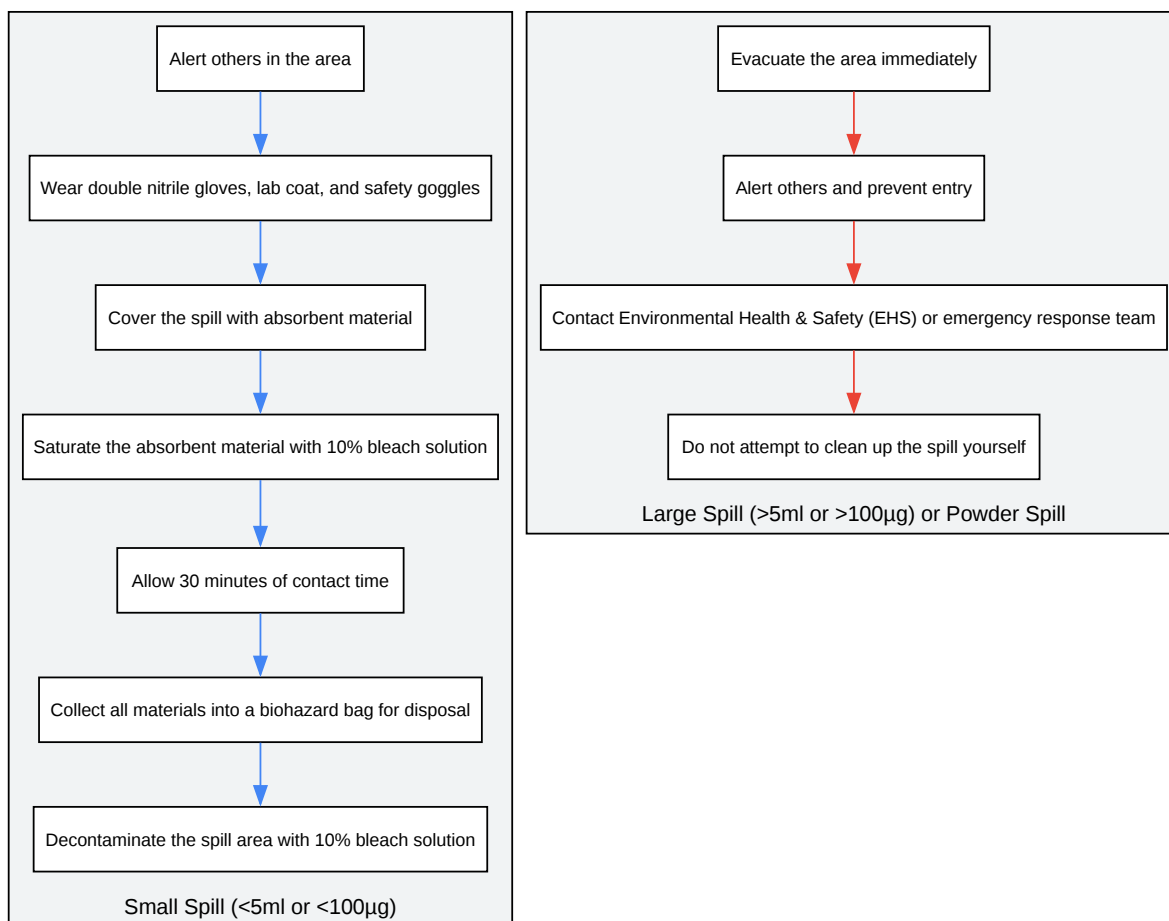 Alert others in the area
Wear double nitrile gloves, lab coat, and safety goggles
Cover the spill with absorbent material
Saturate the absorbent material with 10% bleach solution
Allow 30 minutes of contact time
Collect all materials into a biohazard bag for disposal
Decontaminate the spill area with 10% bleach solution
Small Spill (<5ml or <100µg)
Evacuate the area immediately
Alert others and prevent entry
Contact Environmental Health & Safety (EHS) or emergency response team
Do not attempt to clean up the spill yourself
Large Spill (>5ml or >100µg) or Powder Spill